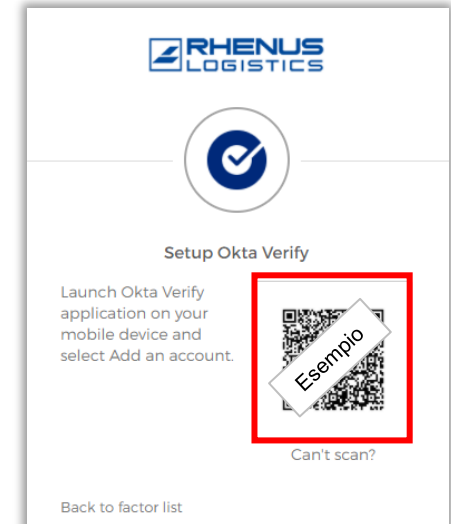 RHENUS
LOGISTICS
Setup Okta Verify
Launch Okta Verify
application on your
mobile device and
select Add an account.
Esempio
Can't scan?
Back to factor list